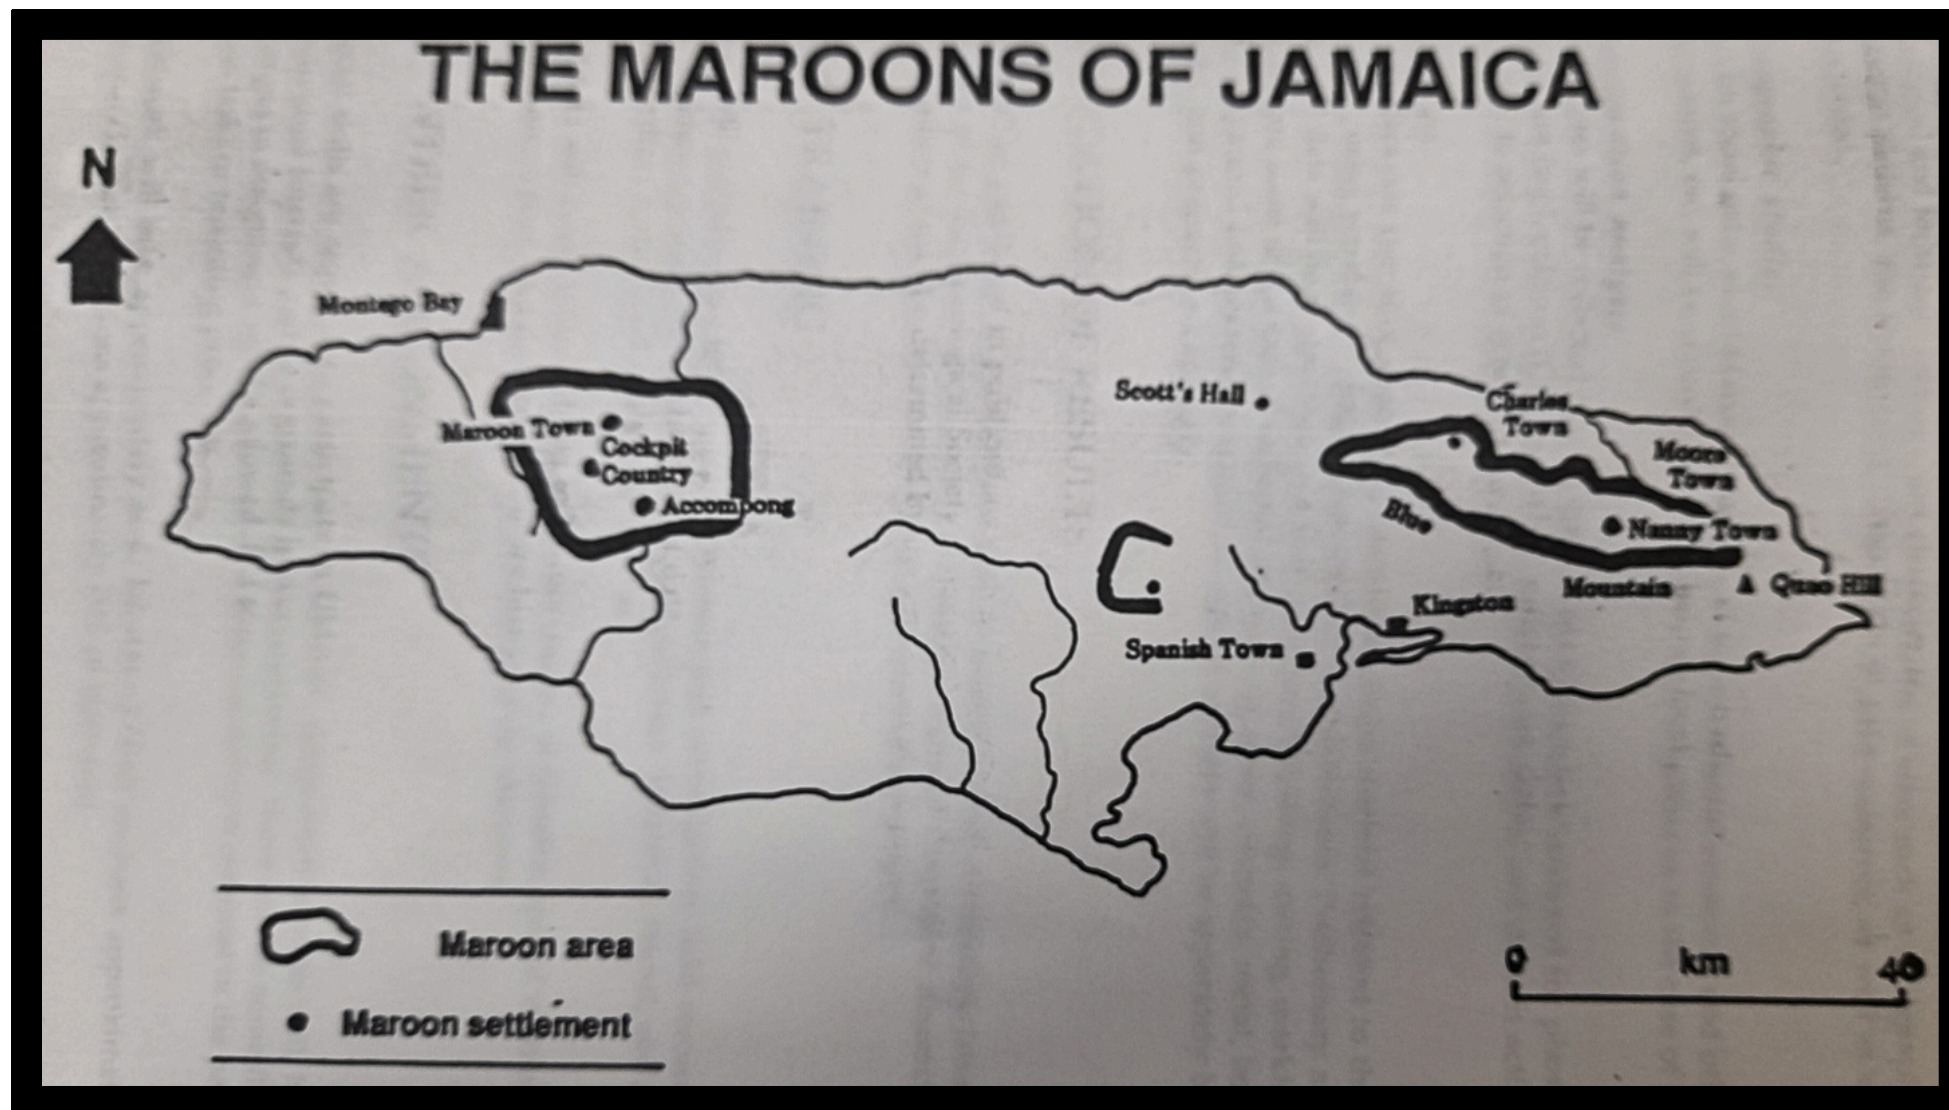 THE MAROONS OF JAMAICA
N
Montego Bay
Scott's Hall
Charles
Town
Maroon Town
Cockpit
Country
Moore
Town
Accompong
Blue
Nanny Town
Mountain
Quao Hill
Kingston
Spanish Town
Maroon area
0 km 40
Maroon settlement